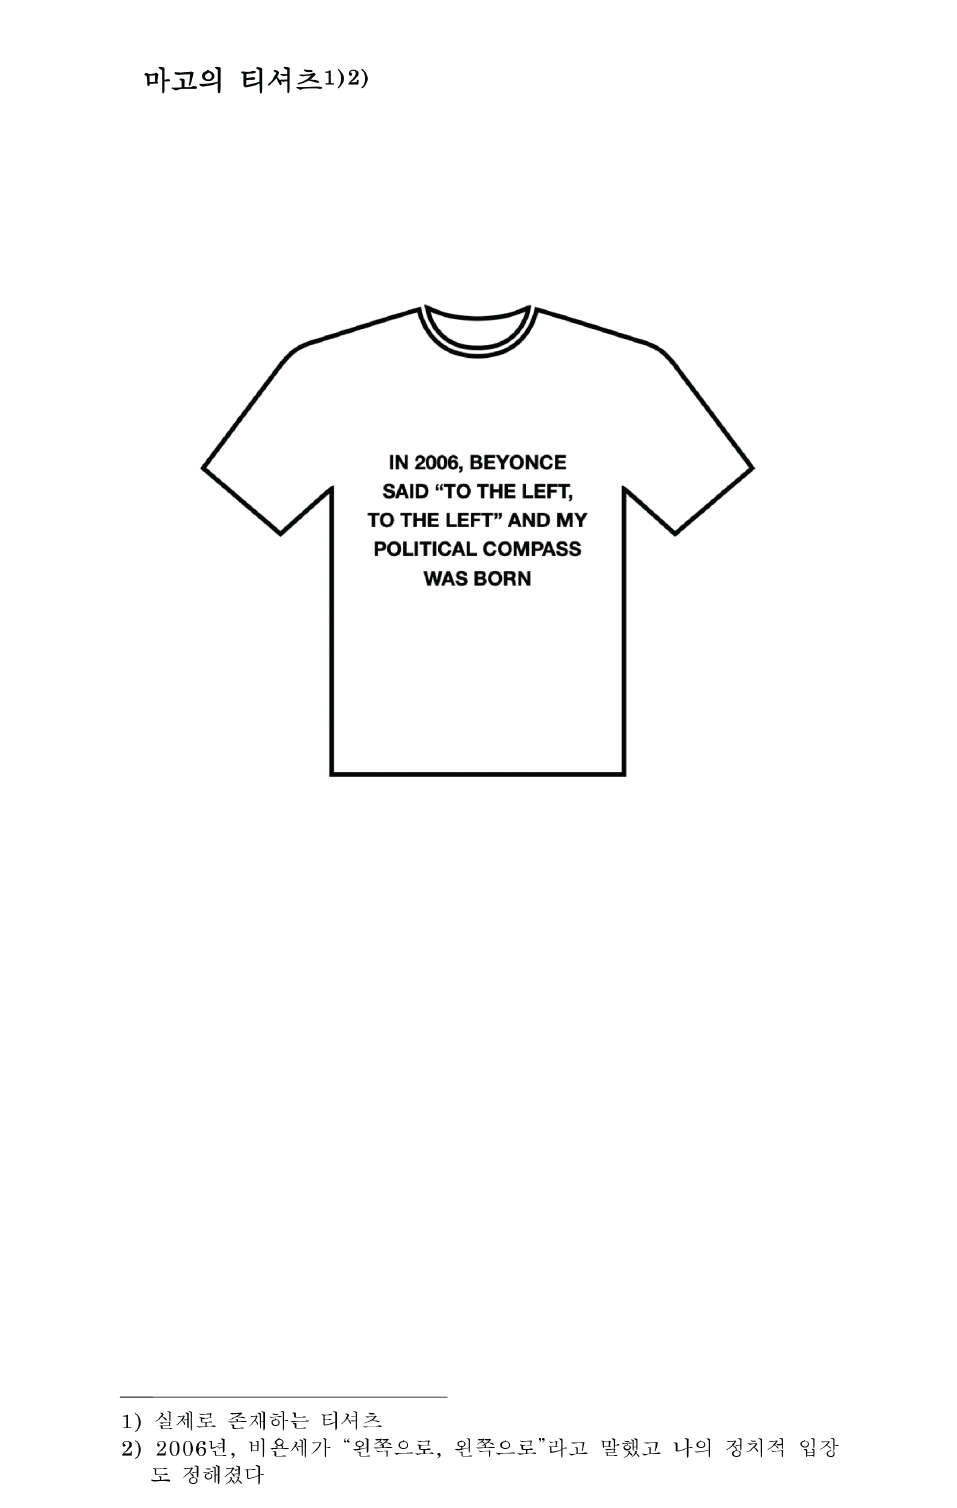 마고의 티셔츠1)2)
IN 2006, BEYONCE
SAID “TO THE LEFT,
TO THE LEFT” AND MY
POLITICAL COMPASS
WAS BORN
1) 실제로 존재하는 티셔츠
2) 2006년, 비욘세가 “왼쪽으로, 왼쪽으로”라고 말했고 나의 정치적 입장
도 정해졌다